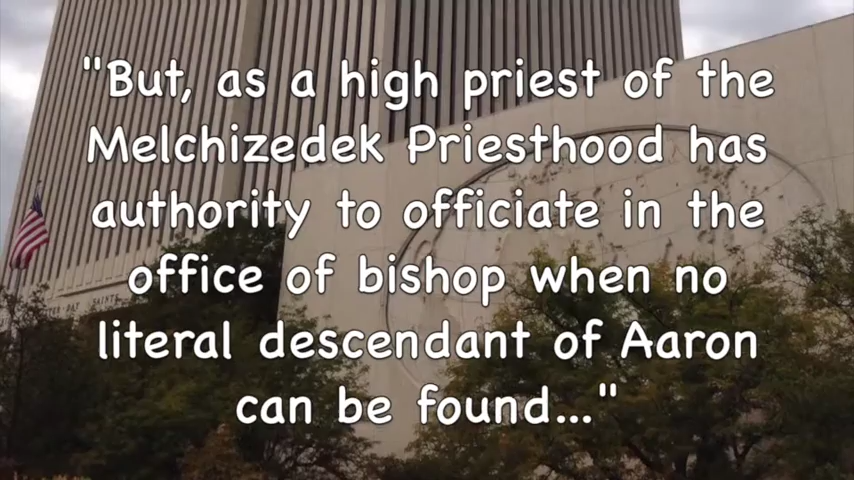 "But, as a high priest of the
Melchizedek Priesthood has
authority to officiate in the
office of bishop when no
literal descendant of Aaron
can be found..."